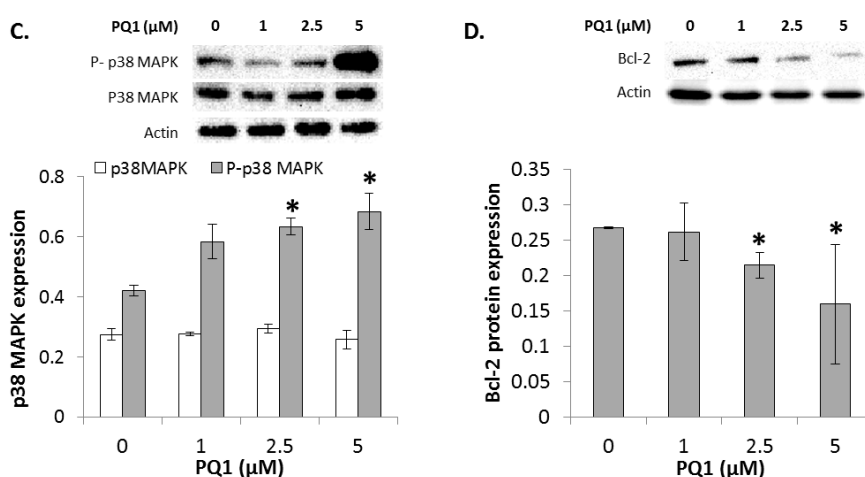 C.
PQ1 (µM) 0 1 2.5 5
P- p38 MAPK
P38 MAPK
Actin
p38MAPK P-p38 MAPK
p38 MAPK expression
0.8
0.6
0.4
0.2
0
* *
0 1 2.5 5
PQ1 (µM)
D.
PQ1 (µM) 0 1 2.5 5
Bcl-2
Actin
Bcl-2 protein expression
0.35
0.3
0.25
0.2
0.15
0.1
0.05
0
* *
0 1 2.5 5
PQ1 (µM)